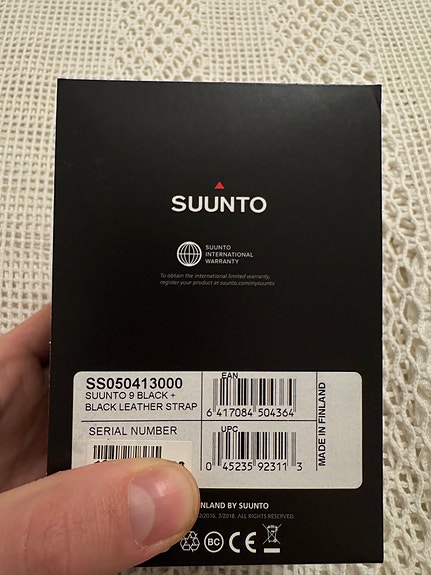 SUUNTO
SUUNTO
INTERNATIONAL
WARRANTY
To obtain the international limited warranty,
register your product at suunto.com/mysuunto
SS050413000
SUUNTO 9 BLACK +
BLACK LEATHER STRAP
EAN
6 417084 504364
SERIAL NUMBER
UPC
0 45235 92311 3
MADE IN FINLAND
BY SUUNTO
3/2018. ALL RIGHTS RESERVED.
BC CE